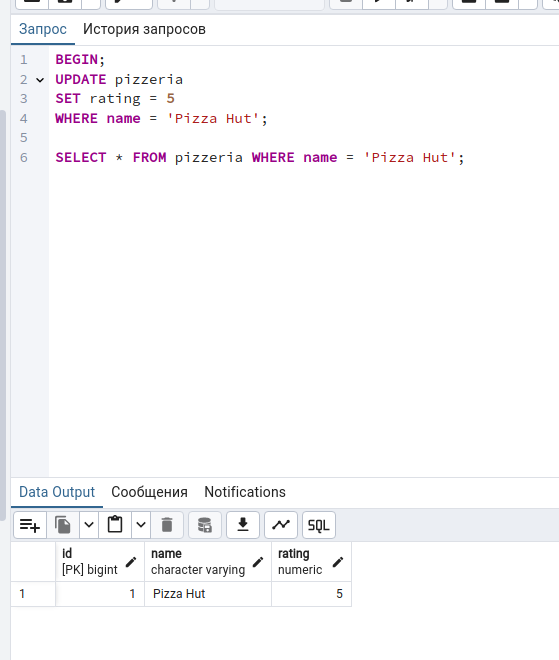 Запрос История запросов
1 BEGIN;
2 UPDATE pizzeria
3 SET rating = 5
4 WHERE name = 'Pizza Hut';
5
6 SELECT * FROM pizzeria WHERE name = 'Pizza Hut';
Data Output Сообщения Notifications
SQL
id name rating
[PK] bigint character varying numeric
1 1 Pizza Hut 5